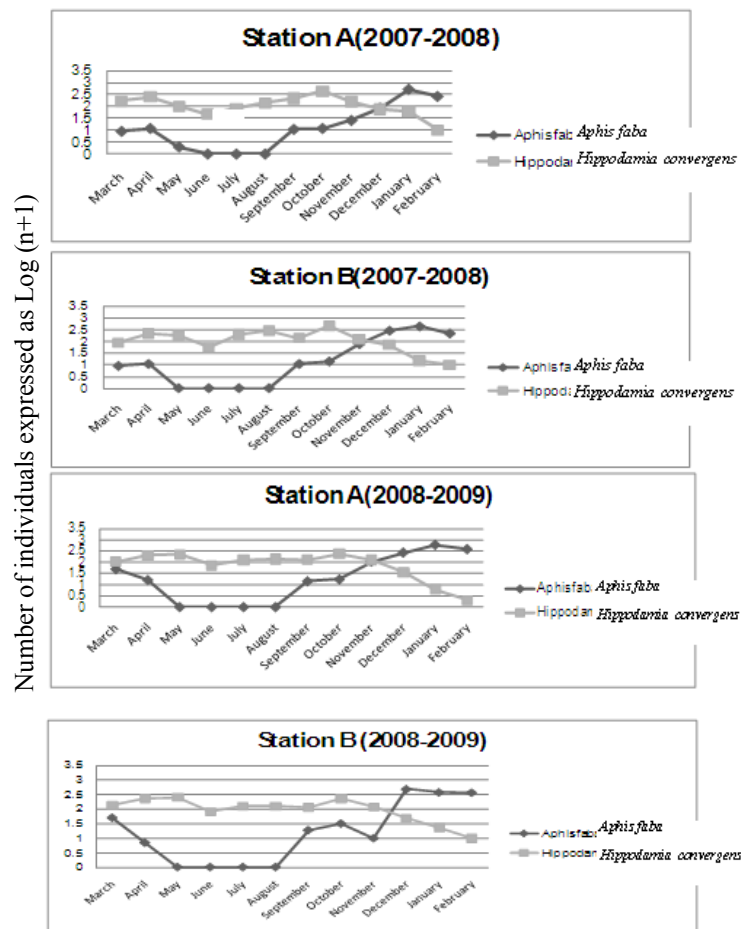 Number of individuals expressed as Log (n+1)
Station A(2007-2008)
3.5
3
2.5
2
1.5
1
0.5
0
March
April
May
June
July
August
September
October
November
December
January
February
Aphisfab Aphis faba
Hippodar Hippodamia convergens
Station B(2007-2008)
3.5
2.5
1.5
0.5
0
March
April
May
June
July
August
September
October
November
December
January
February
Aphisfa Aphis faba
Hippoda Hippodamia convergens
Station A(2008-2009)
3.5
3
2.5
2
1.5
1
0.5
0
March
April
May
June
July
August
September
October
November
December
January
February
Aphisfab Aphis faba
Hippodan Hippodamia convergens
Station B (2008-2009)
3.5
3
2.5
2
1.5
1
0.5
0
March
April
May
June
July
August
September
October
November
December
January
February
Aphisfaba Aphis faba
Hippodan Hippodamia convergens